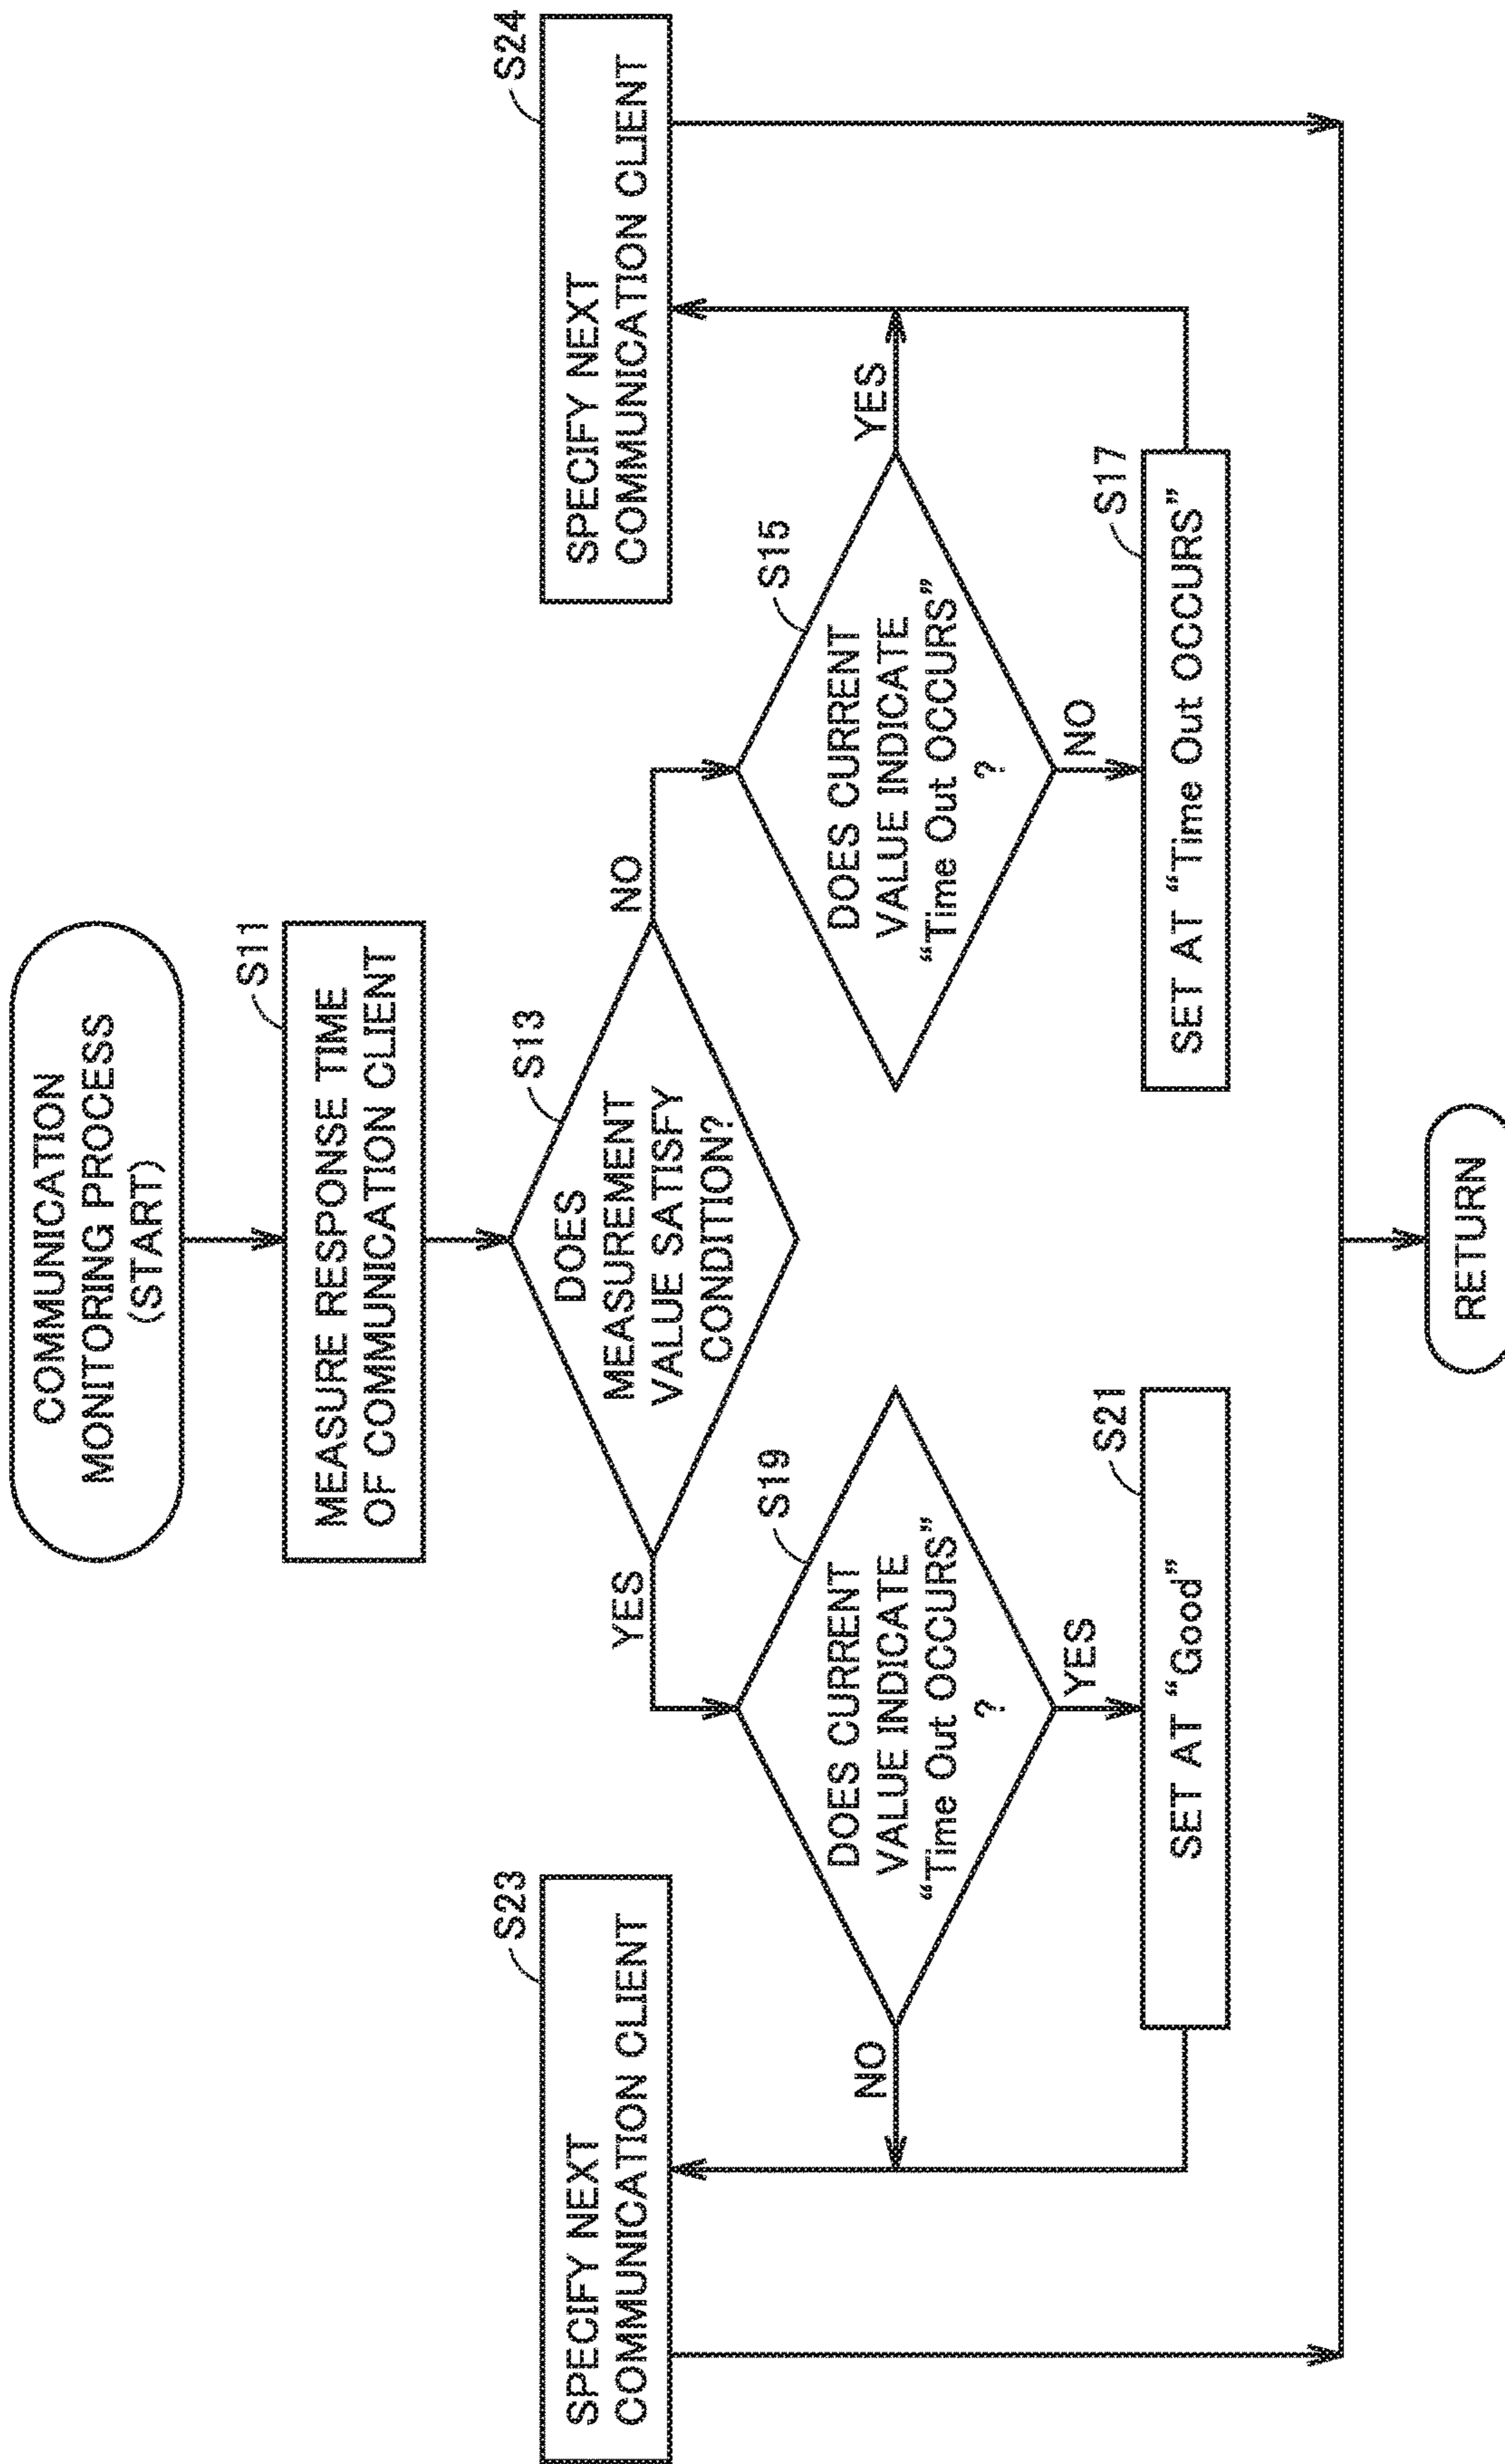 COMMUNICATION
MONITORING PROCESS
(START)
S11
MEASURE RESPONSE TIME
OF COMMUNICATION CLIENT
S13
DOES
MEASUREMENT
VALUE SATISFY
CONDITION?
YES
NO
S23
SPECIFY NEXT
COMMUNICATION CLIENT
S24
SPECIFY NEXT
COMMUNICATION CLIENT
S19
DOES CURRENT
VALUE INDICATE
“Time Out OCCURS”
?
NO
YES
S15
DOES CURRENT
VALUE INDICATE
“Time Out OCCURS”
?
YES
NO
S21
SET AT “Good”
S17
SET AT “Time Out OCCURS”
RETURN